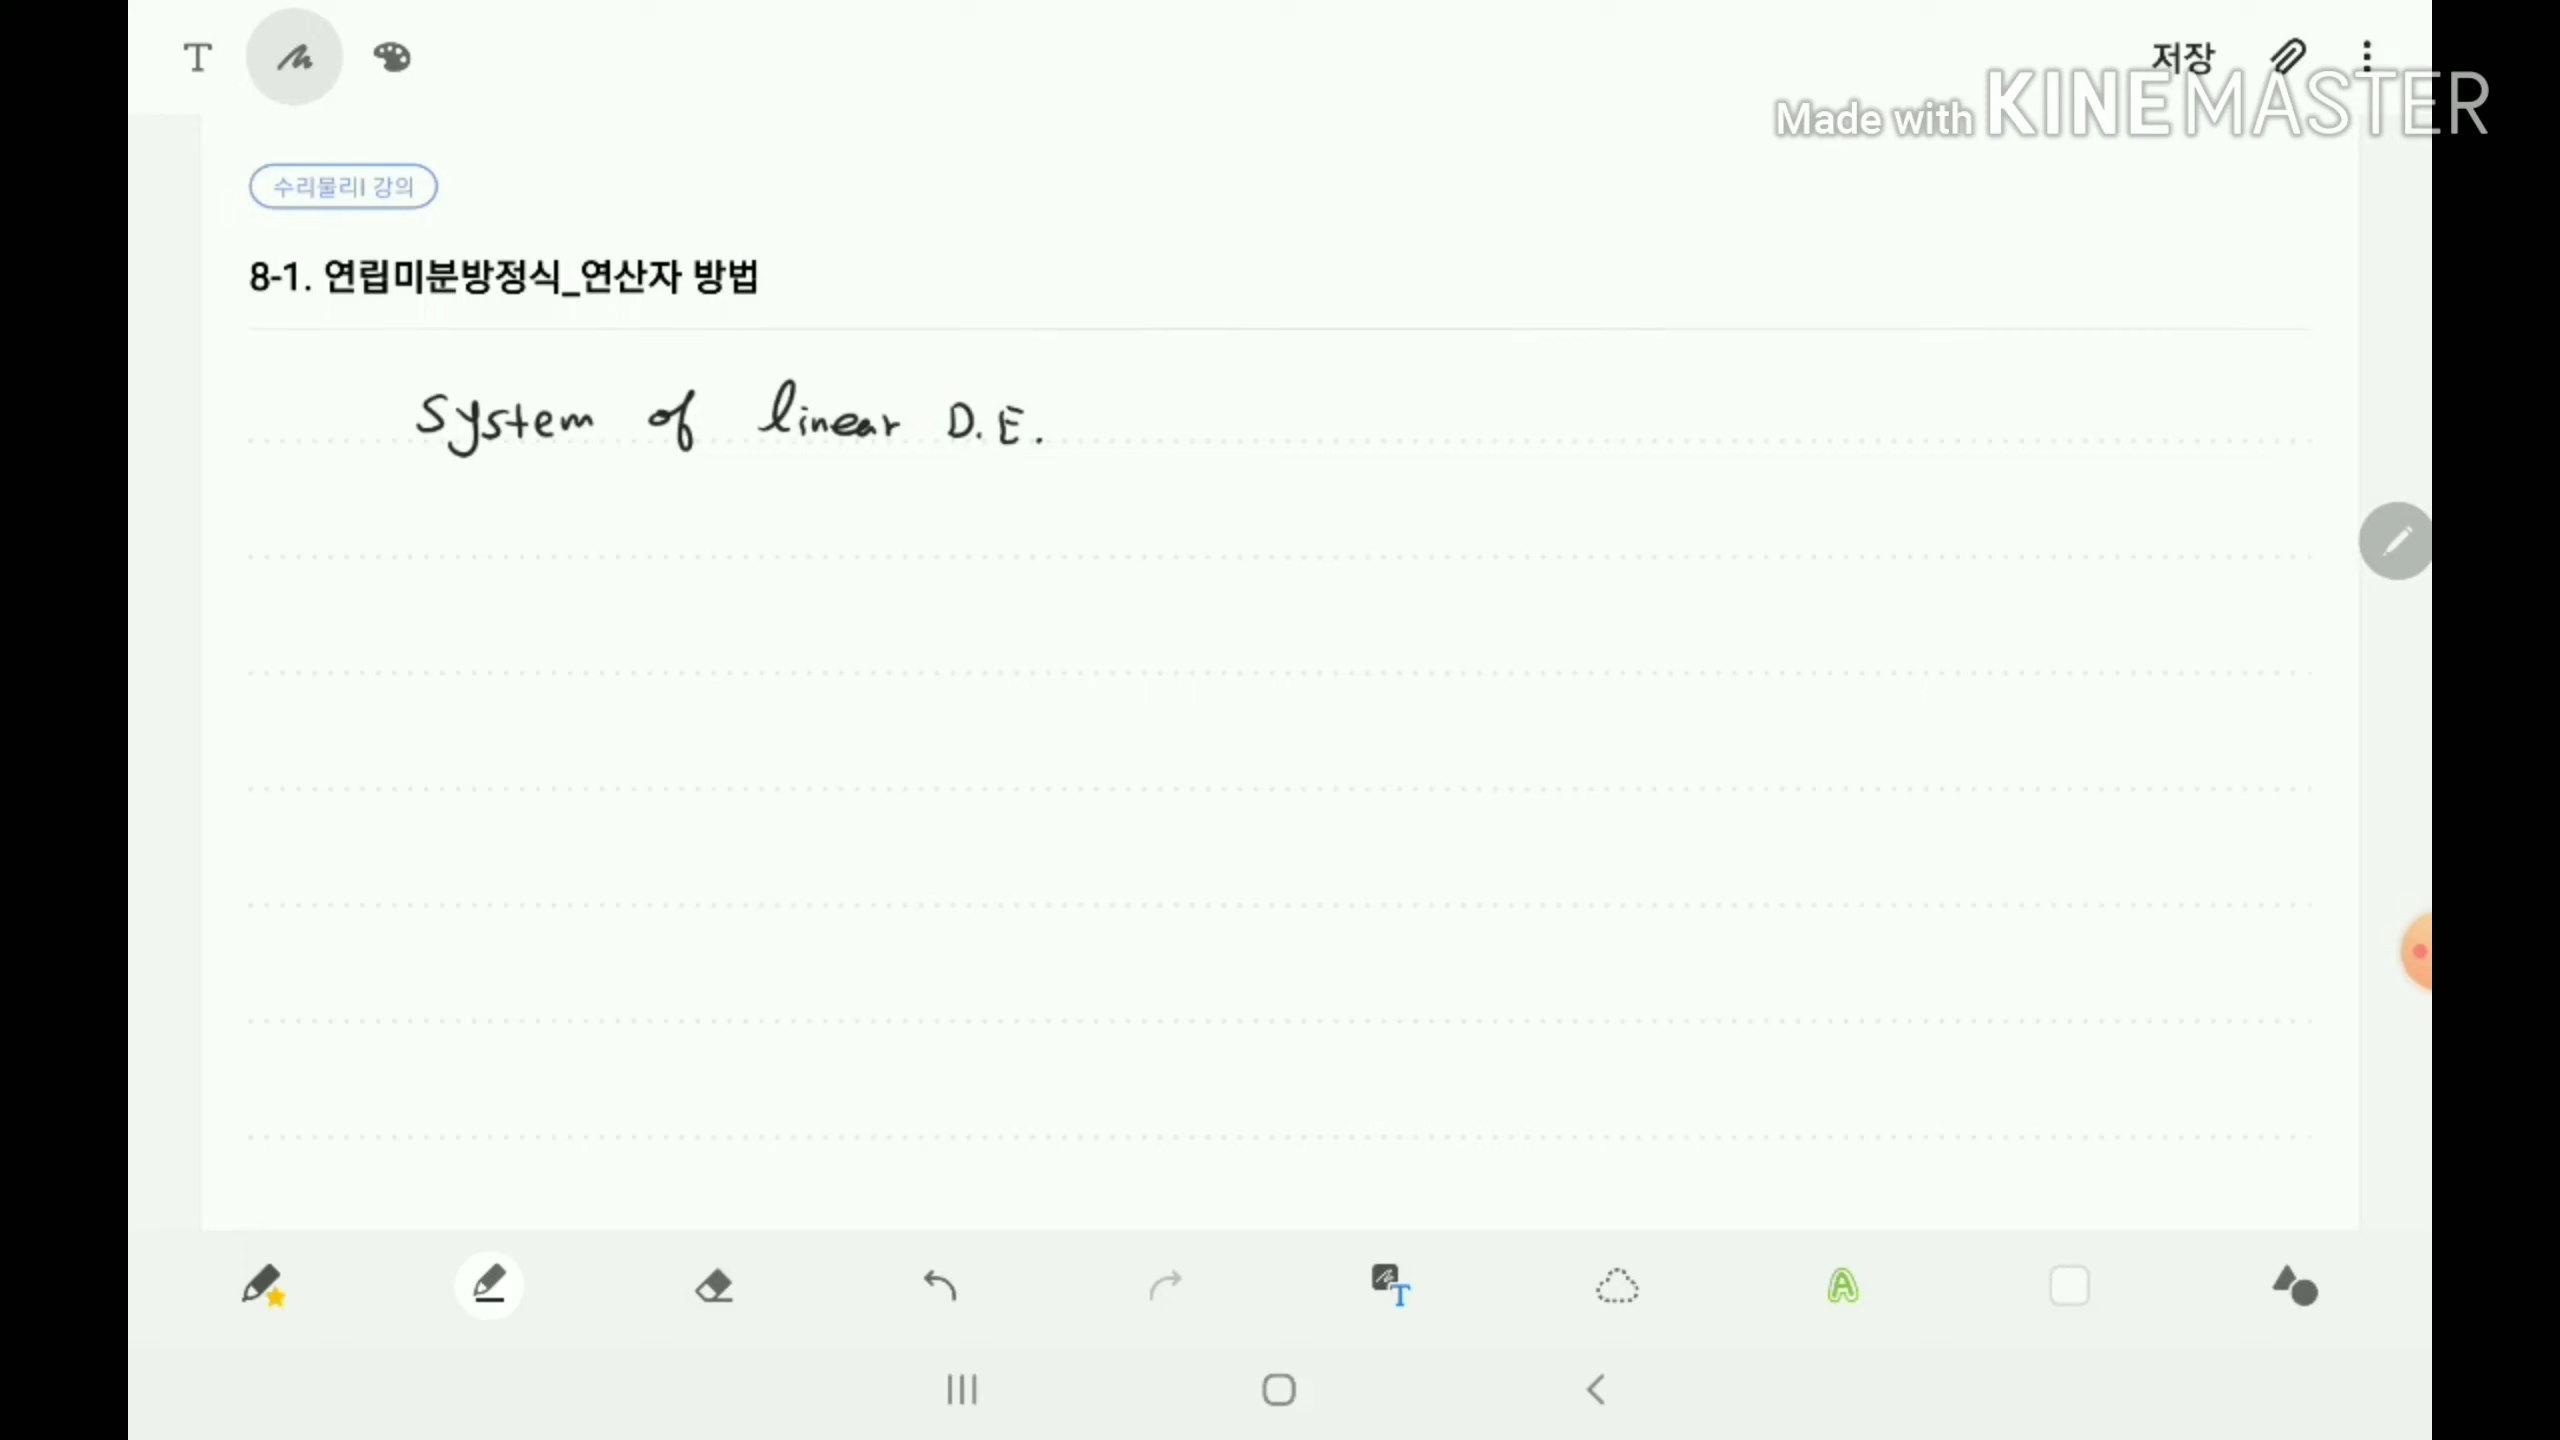 T
저장
Made with KINEMASTER
수리물리I 강의
8-1. 연립미분방정식_연산자 방법
System of linear D.E.
T
A